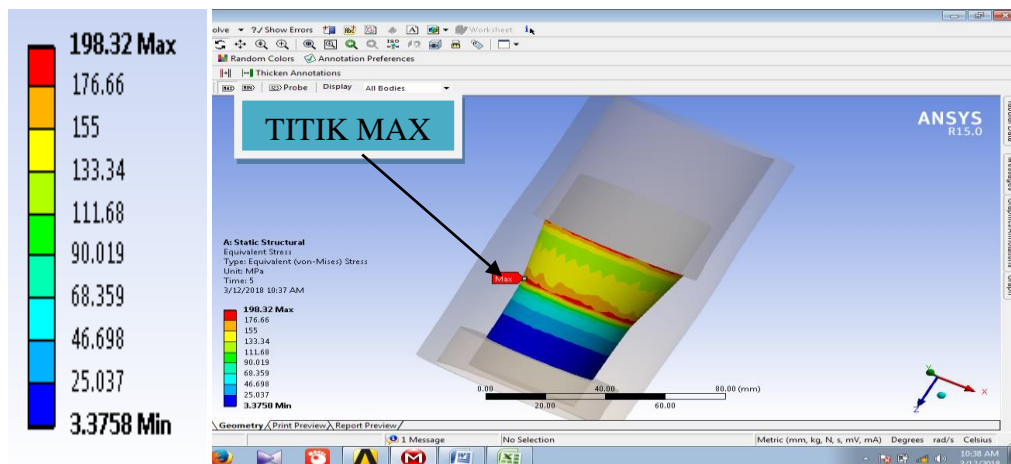 198.32 Max
176.66
155
133.34
111.68
90.019
68.359
46.698
25.037
3.3758 Min
olve ?./ Show Errors Worksheet
Random Colors Annotation Preferences
Thicken Annotations
Probe Display All Bodies
TITIK MAX
ANSYS
R15.0
A: Static Structural
Equivalent Stress
Type: Equivalent (von-Mises) Stress
Unit: MPa
Time: 5
3/12/2018 10:37 AM
198.32 Max
176.66
155
133.34
111.68
90.019
68.359
46.698
25.037
3.3758 Min
Max
0.00 40.00 80.00 (mm)
20.00 60.00
Y
X
Z
Geometry Print Preview Report Preview
1 Message No Selection Metric (mm, kg, N, s, mV, mA) Degrees rad/s Celsius
10:38 AM
3/12/2018